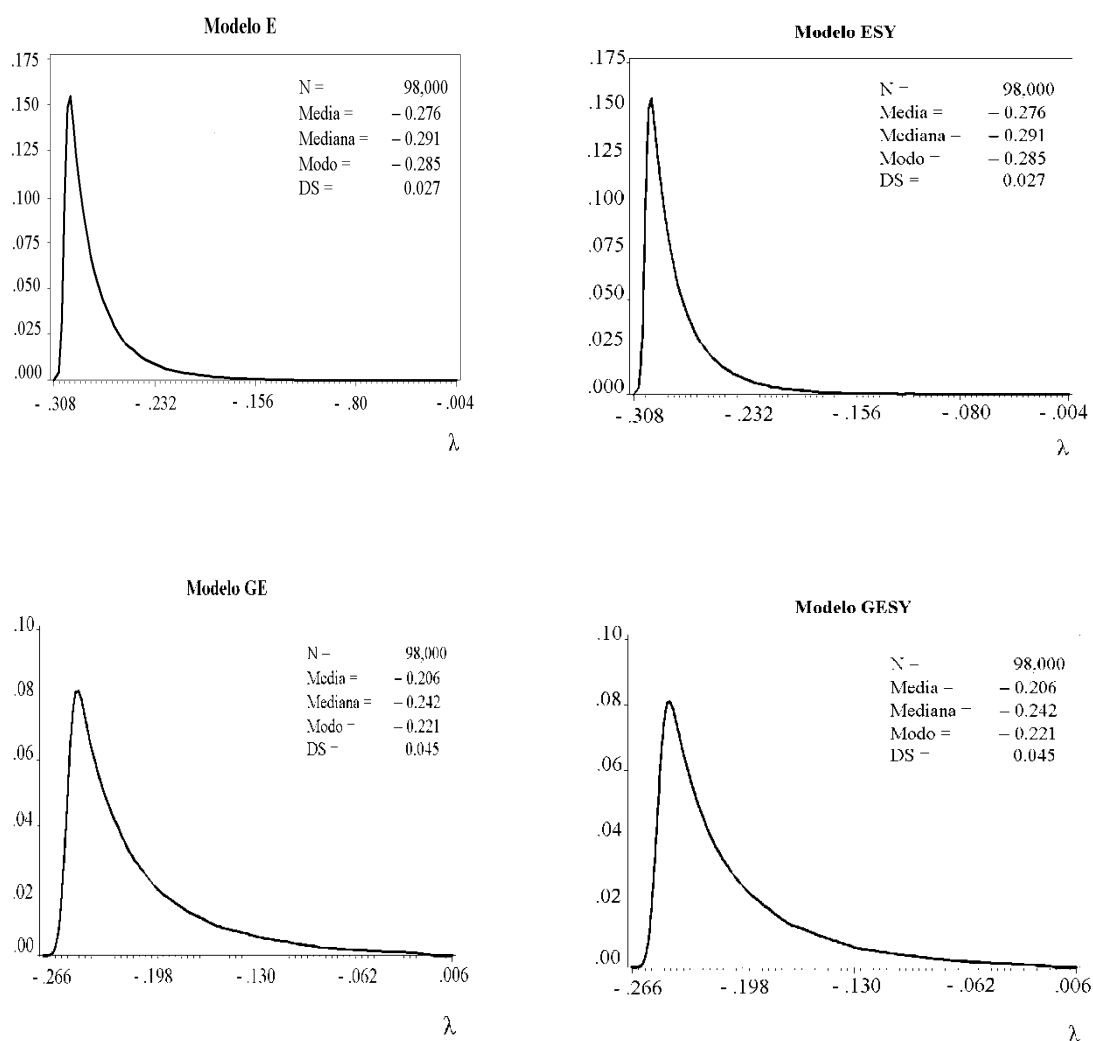 Modelo E
.175
.150
.125
.100
.075
.050
.025
.000
N = 98,000
Media = – 0.276
Mediana = – 0.291
Modo = – 0.285
DS = 0.027
- .308 - .232 - .156 - .80 -.004
λ
Modelo ESY
.175
.150
.125
.100
.075
.050
.025
.000
N – 98,000
Media = – 0.276
Mediana – – 0.291
Modo = – 0.285
DS = 0.027
- .308 - .232 - .156 - .080 - .004
λ
Modelo GE
.10
.08
.06
.04
.02
.00
N – 98,000
Media = – 0.206
Mediana = – 0.242
Modo = – 0.221
DS = 0.045
- .266 - .198 - .130 - .062 .006
λ
Modelo GESY
.10
.08
.06
.04
.02
.00
N – 98,000
Media – – 0.206
Mediana = – 0.242
Modo = – 0.221
DS = 0.045
- .266 - .198 - .130 - .062 .006
λ